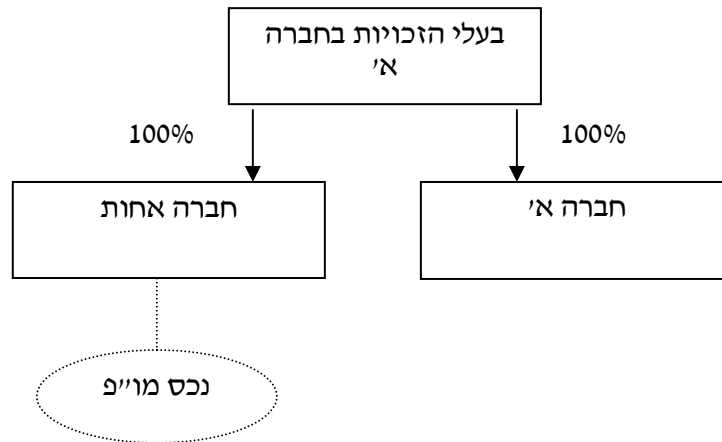 בעלי הזכויות בחברה
א'
100%
100%
חברה א'
חברה אחות
נכס מו"פ